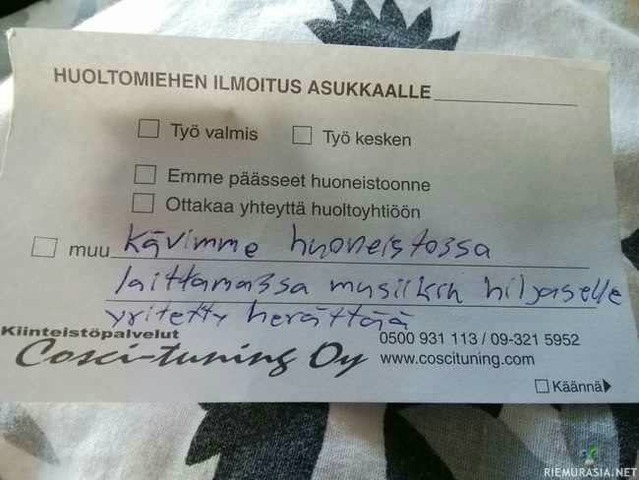 HUOLTOMIEHEN ILMOITUS ASUKKAALLE
Työ valmis Työ kesken
Emme päässeet huoneistoonne
Ottakaa yhteyttä huoltoyhtiöön
muu kävimme huoneistossa
laittamassa musiikin hiljaselle
yritetty herättää
Kiinteistöpalvelut
Cosci-tuning Oy
0500 931 113 / 09-321 5952
www.coscituning.com
Käännä
RIEMURASIA.NET